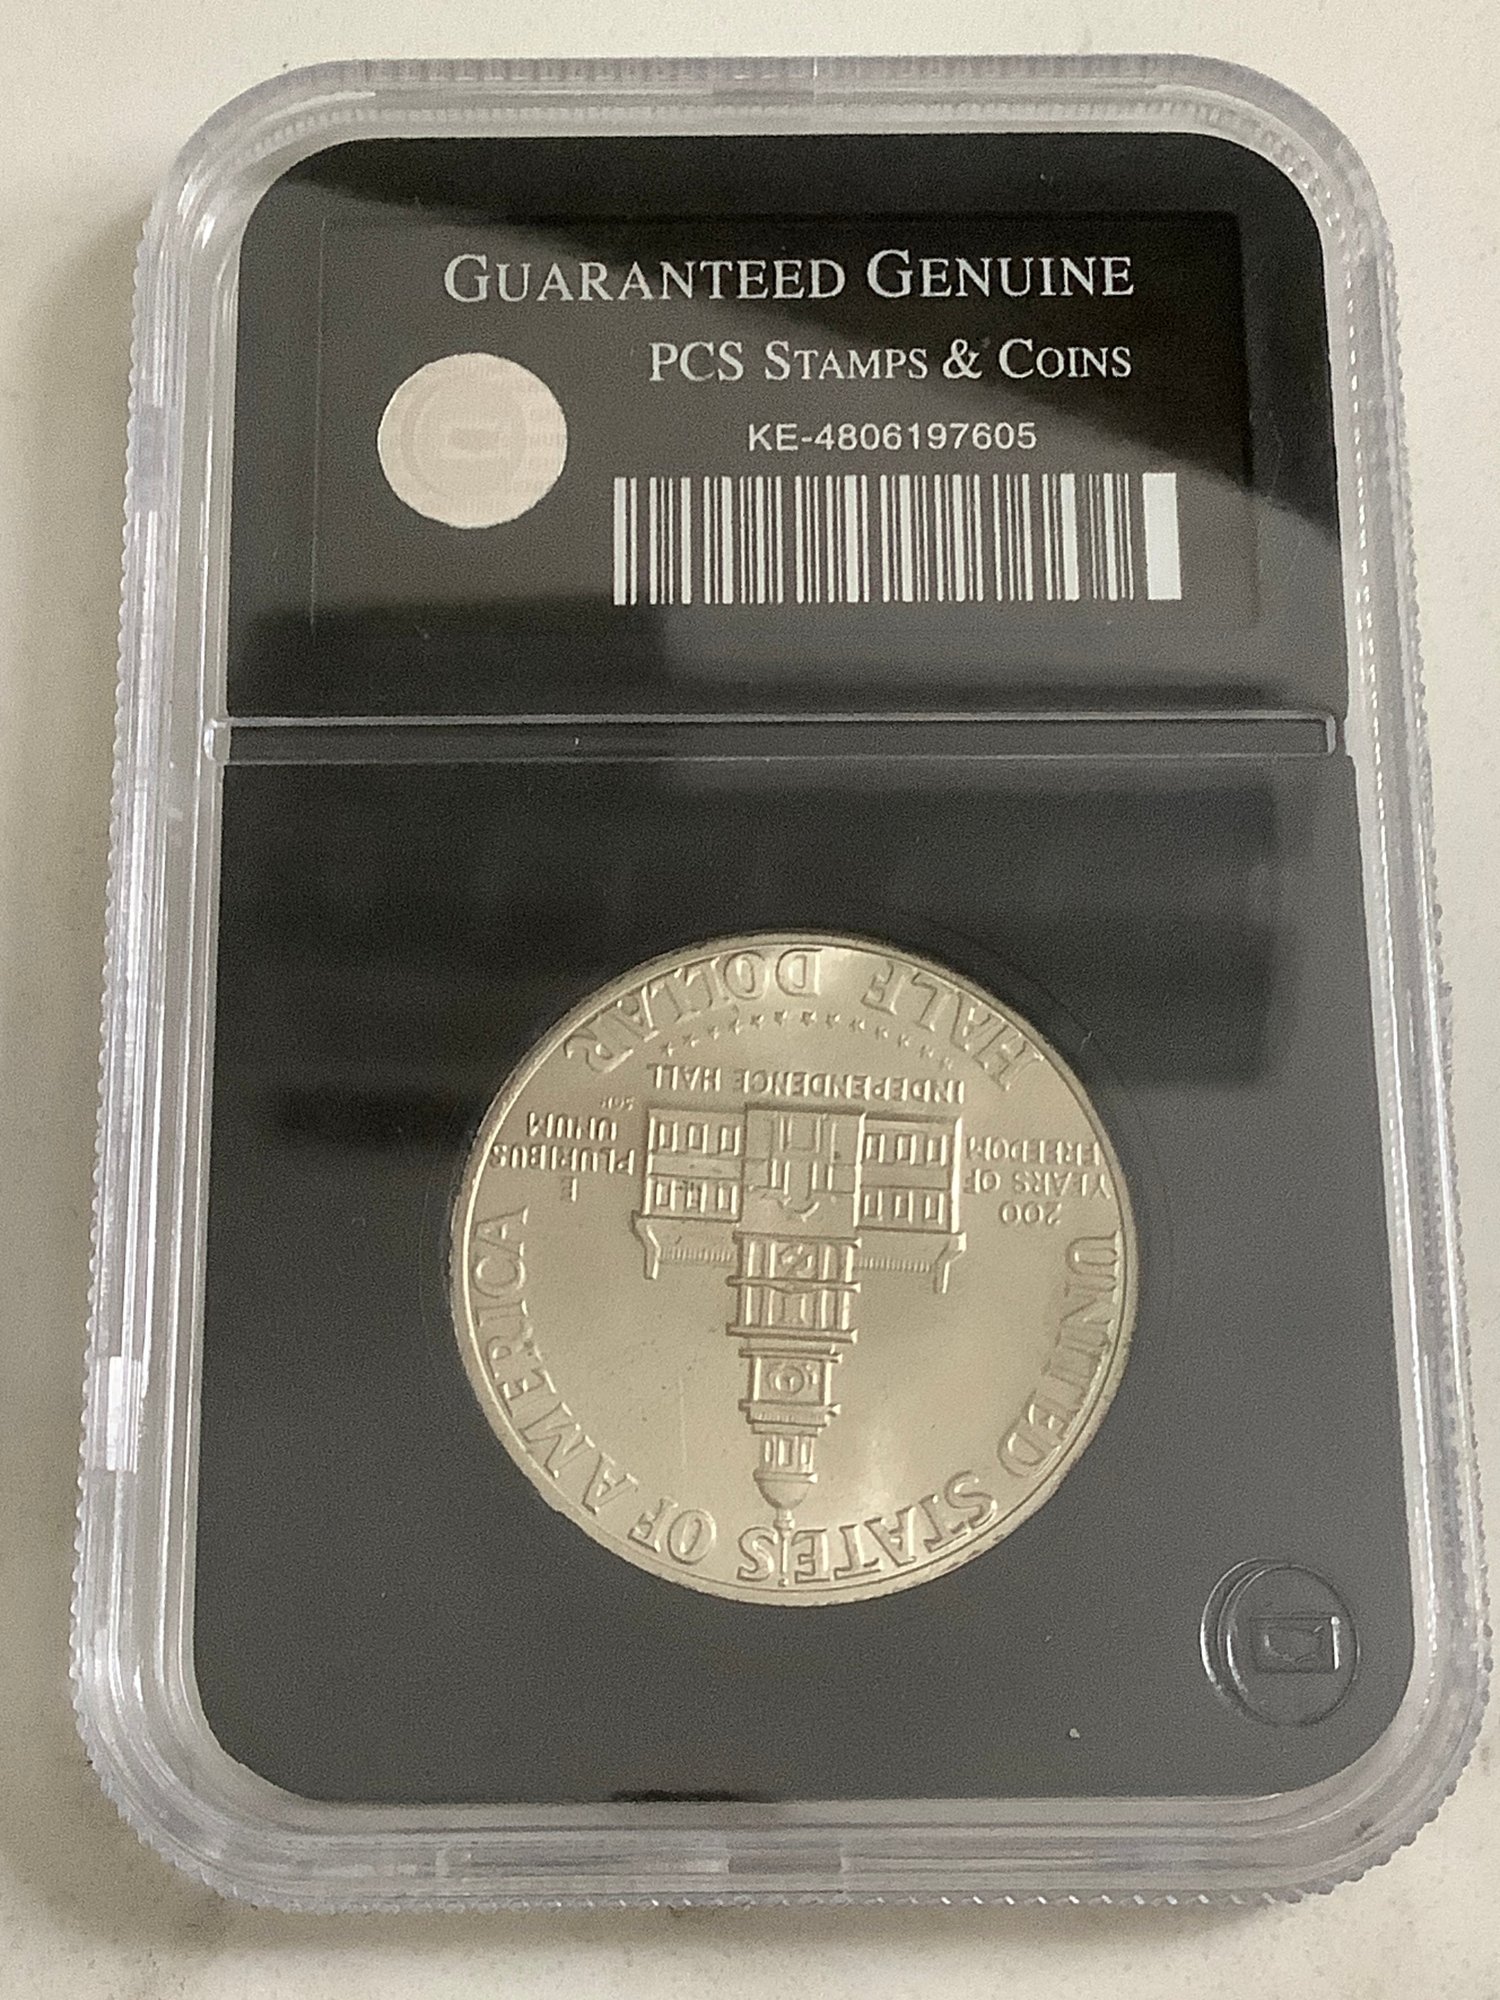 GUARANTEED GENUINE
PCS STAMPS & COINS
KE-4806197605
HALF DOLLAR
INDEPENDENCE HALL
200
YEARS OF
FREEDOM
E
PLURIBUS
UNUM
UNITED STATES OF AMERICA